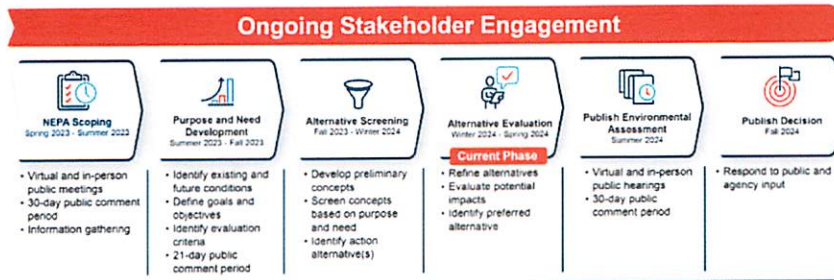 Ongoing Stakeholder Engagement
NEPA Scoping
Spring 2023 - Summer 2023
• Virtual and in-person
public meetings
• 30-day public comment
period
• Information gathering
Purpose and Need
Development
Summer 2023 - Fall 2023
• Identify existing and
future conditions
• Define goals and
objectives
• Identify evaluation
criteria
• 21-day public
comment period
Alternative Screening
Fall 2023 - Winter 2024
• Develop preliminary
concepts
• Screen concepts
based on purpose
and need
• Identify action
alternative(s)
Alternative Evaluation
Winter 2024 - Spring 2024
Current Phase
• Refine alternatives
• Evaluate potential
impacts
• Identify preferred
alternative
Publish Environmental
Assessment
Summer 2024
• Virtual and in-person
public hearings
• 30-day public
comment period
Publish Decision
Fall 2024
• Respond to public and
agency input